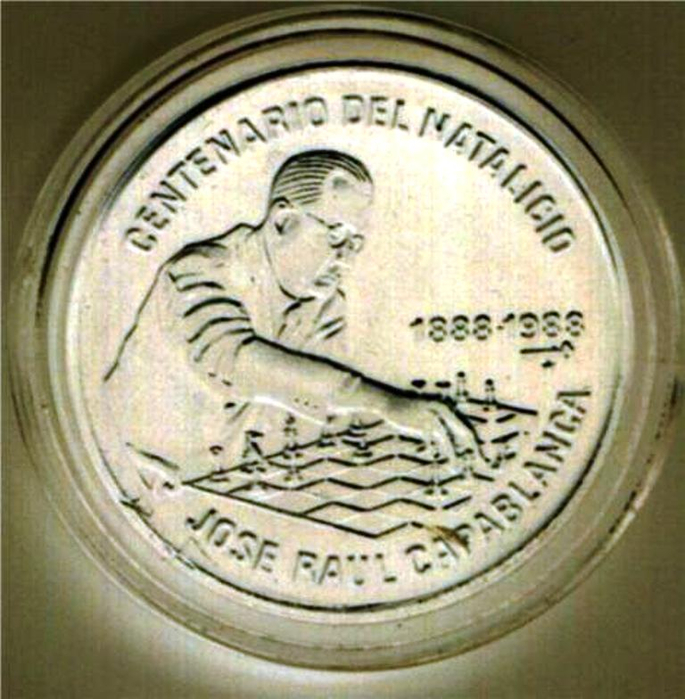 CENTENARIO DEL NATALICIO
1888-1988
JOSE RAUL CAPABLANCA